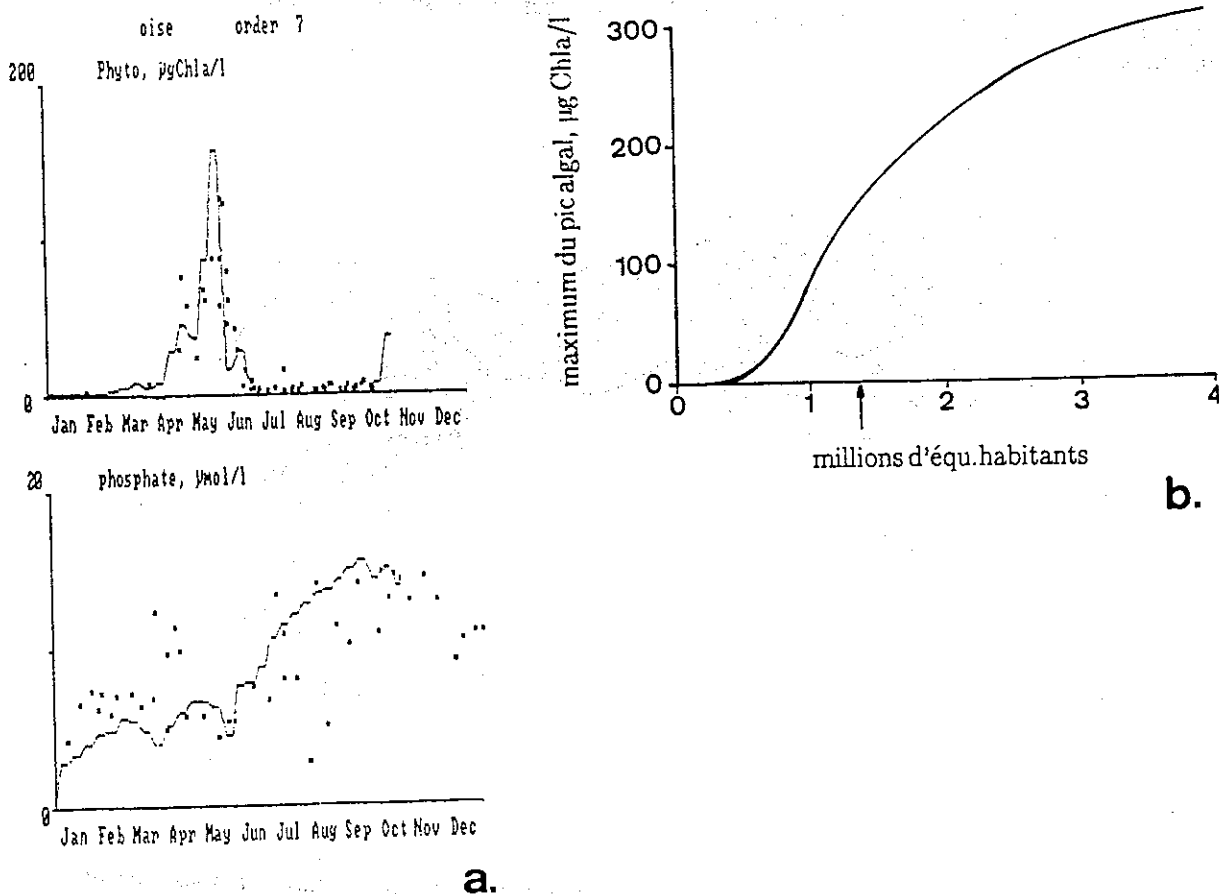 oise order 7
Phyto, µgChla/l
200
0
Jan Feb Mar Apr May Jun Jul Aug Sep Oct Nov Dec
phosphate, µmol/l
20
0
Jan Feb Mar Apr May Jun Jul Aug Sep Oct Nov Dec
a.
maximum du pic algal, µg Chla/l
300
200
100
0
0 1 2 3 4
millions d'équ.habitants
b.